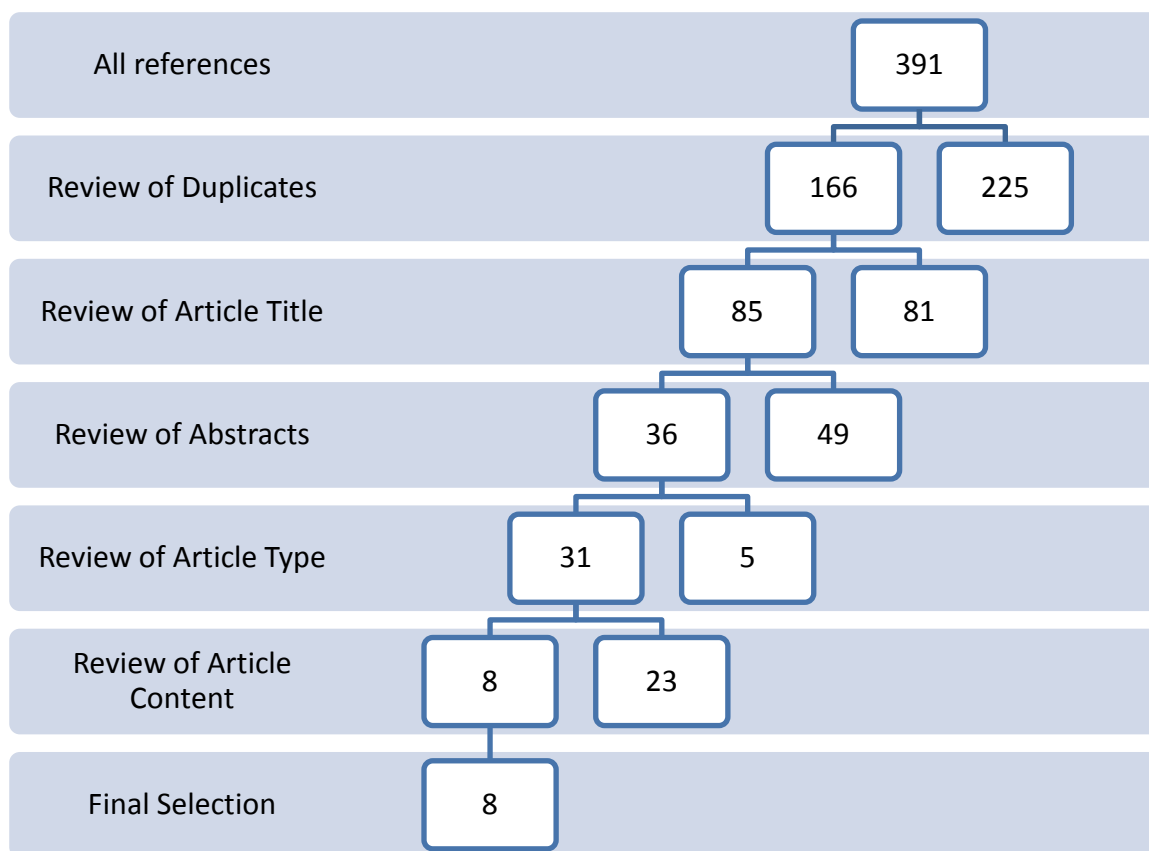 All references
391
Review of Duplicates
166
225
Review of Article Title
85
81
Review of Abstracts
36
49
Review of Article Type
31
5
Review of Article
Content
8
23
Final Selection
8